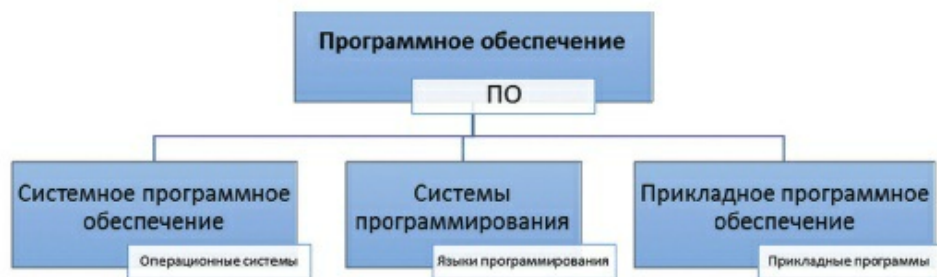 Программное обеспечение
ПО
Системное программное
обеспечение
Операционные системы
Системы
программирования
Языки программирования
Прикладное программное
обеспечение
Прикладные программы